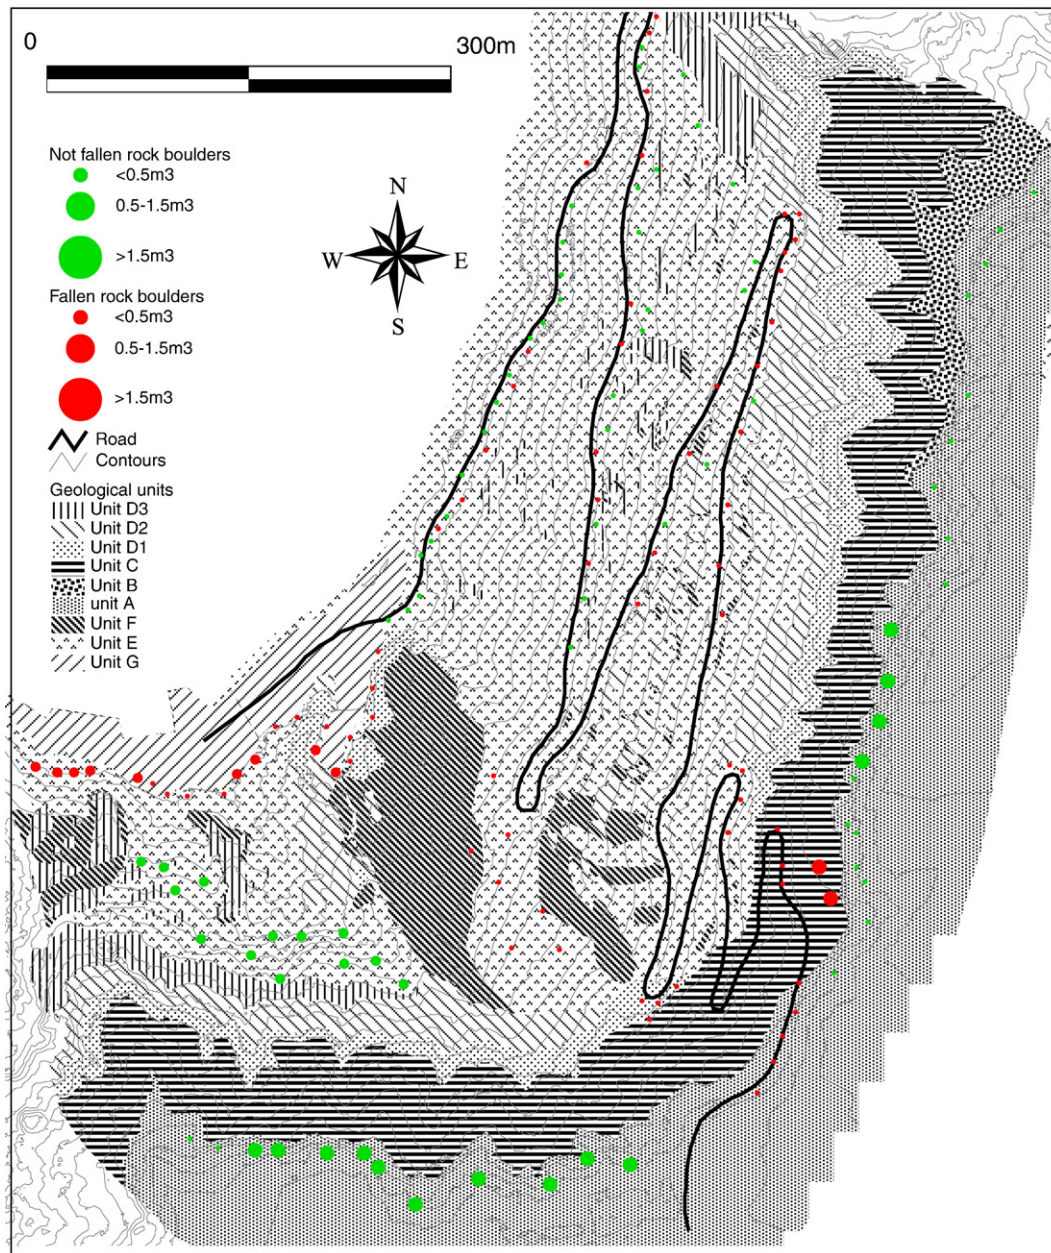 0
300m
Not fallen rock boulders
<0.5m3
0.5-1.5m3
>1.5m3
Fallen rock boulders
<0.5m3
0.5-1.5m3
>1.5m3
Road
Contours
Geological units
Unit D3
Unit D2
Unit D1
Unit C
Unit B
unit A
Unit F
Unit E
Unit G
N
W E
S